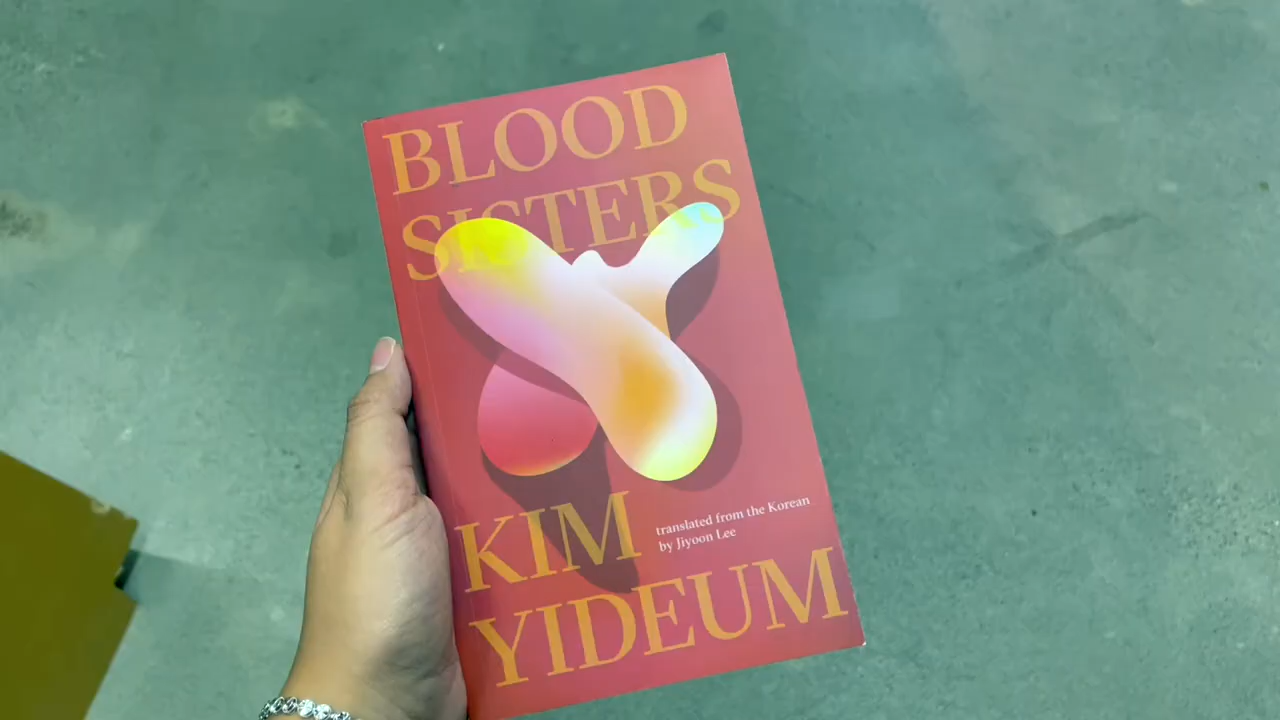 BLOOD
SISTERS
KIM
translated from the Korean
by Jiyoon Lee
YIDEUM